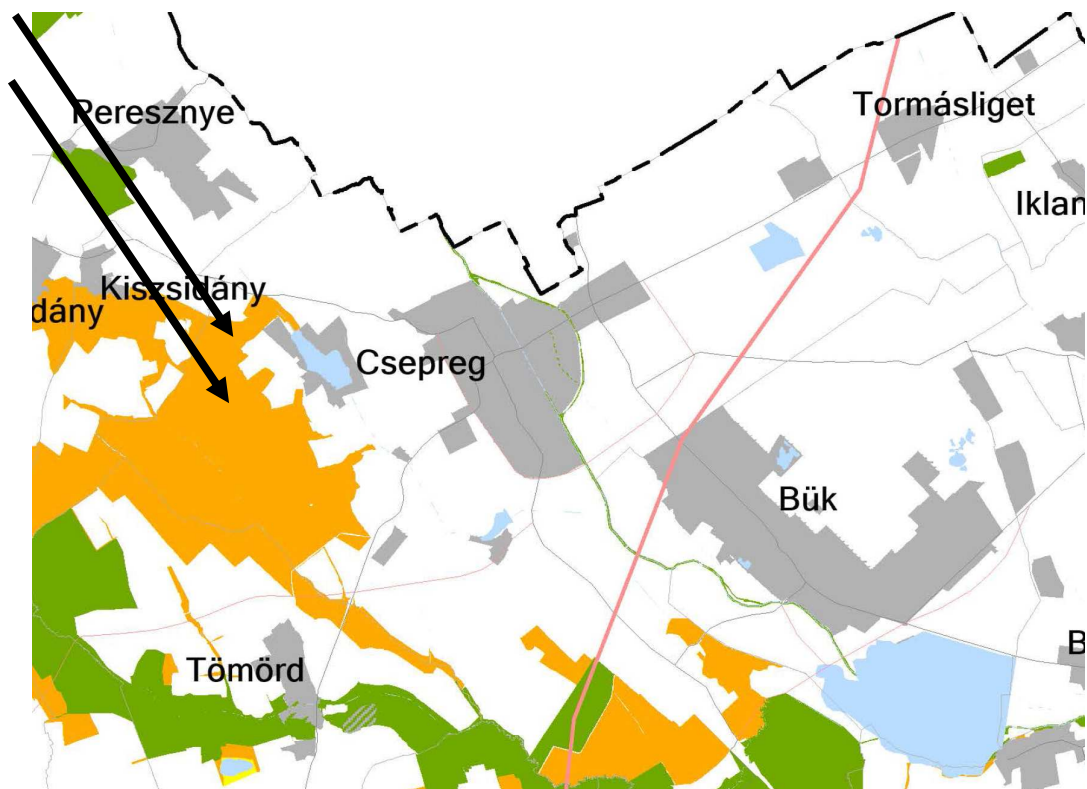 Peresznye
Tormásliget
Iklan
Kiszsidány
dány
Csepreg
Bük
Tömörd
B